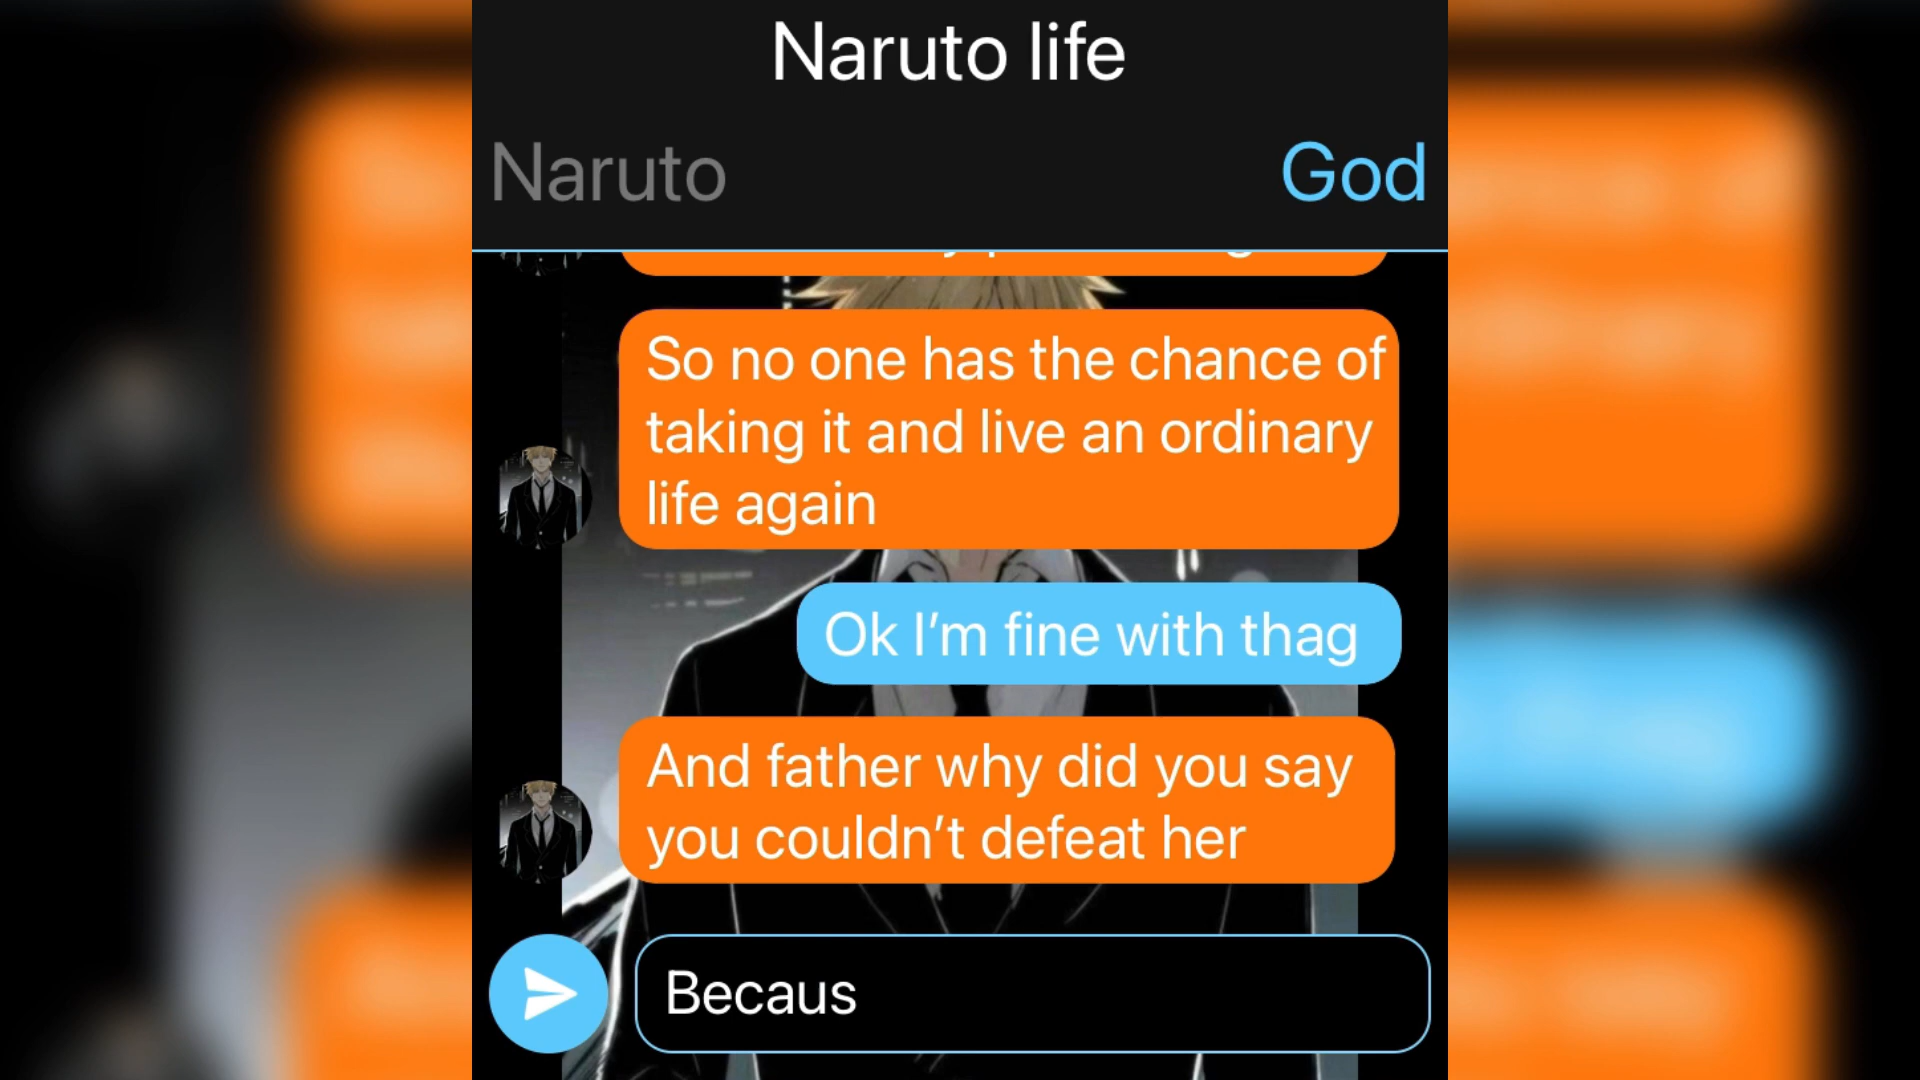 Naruto life
Naruto
God
So no one has the chance of
taking it and live an ordinary
life again
Ok I'm fine with thag
And father why did you say
you couldn't defeat her
Becaus